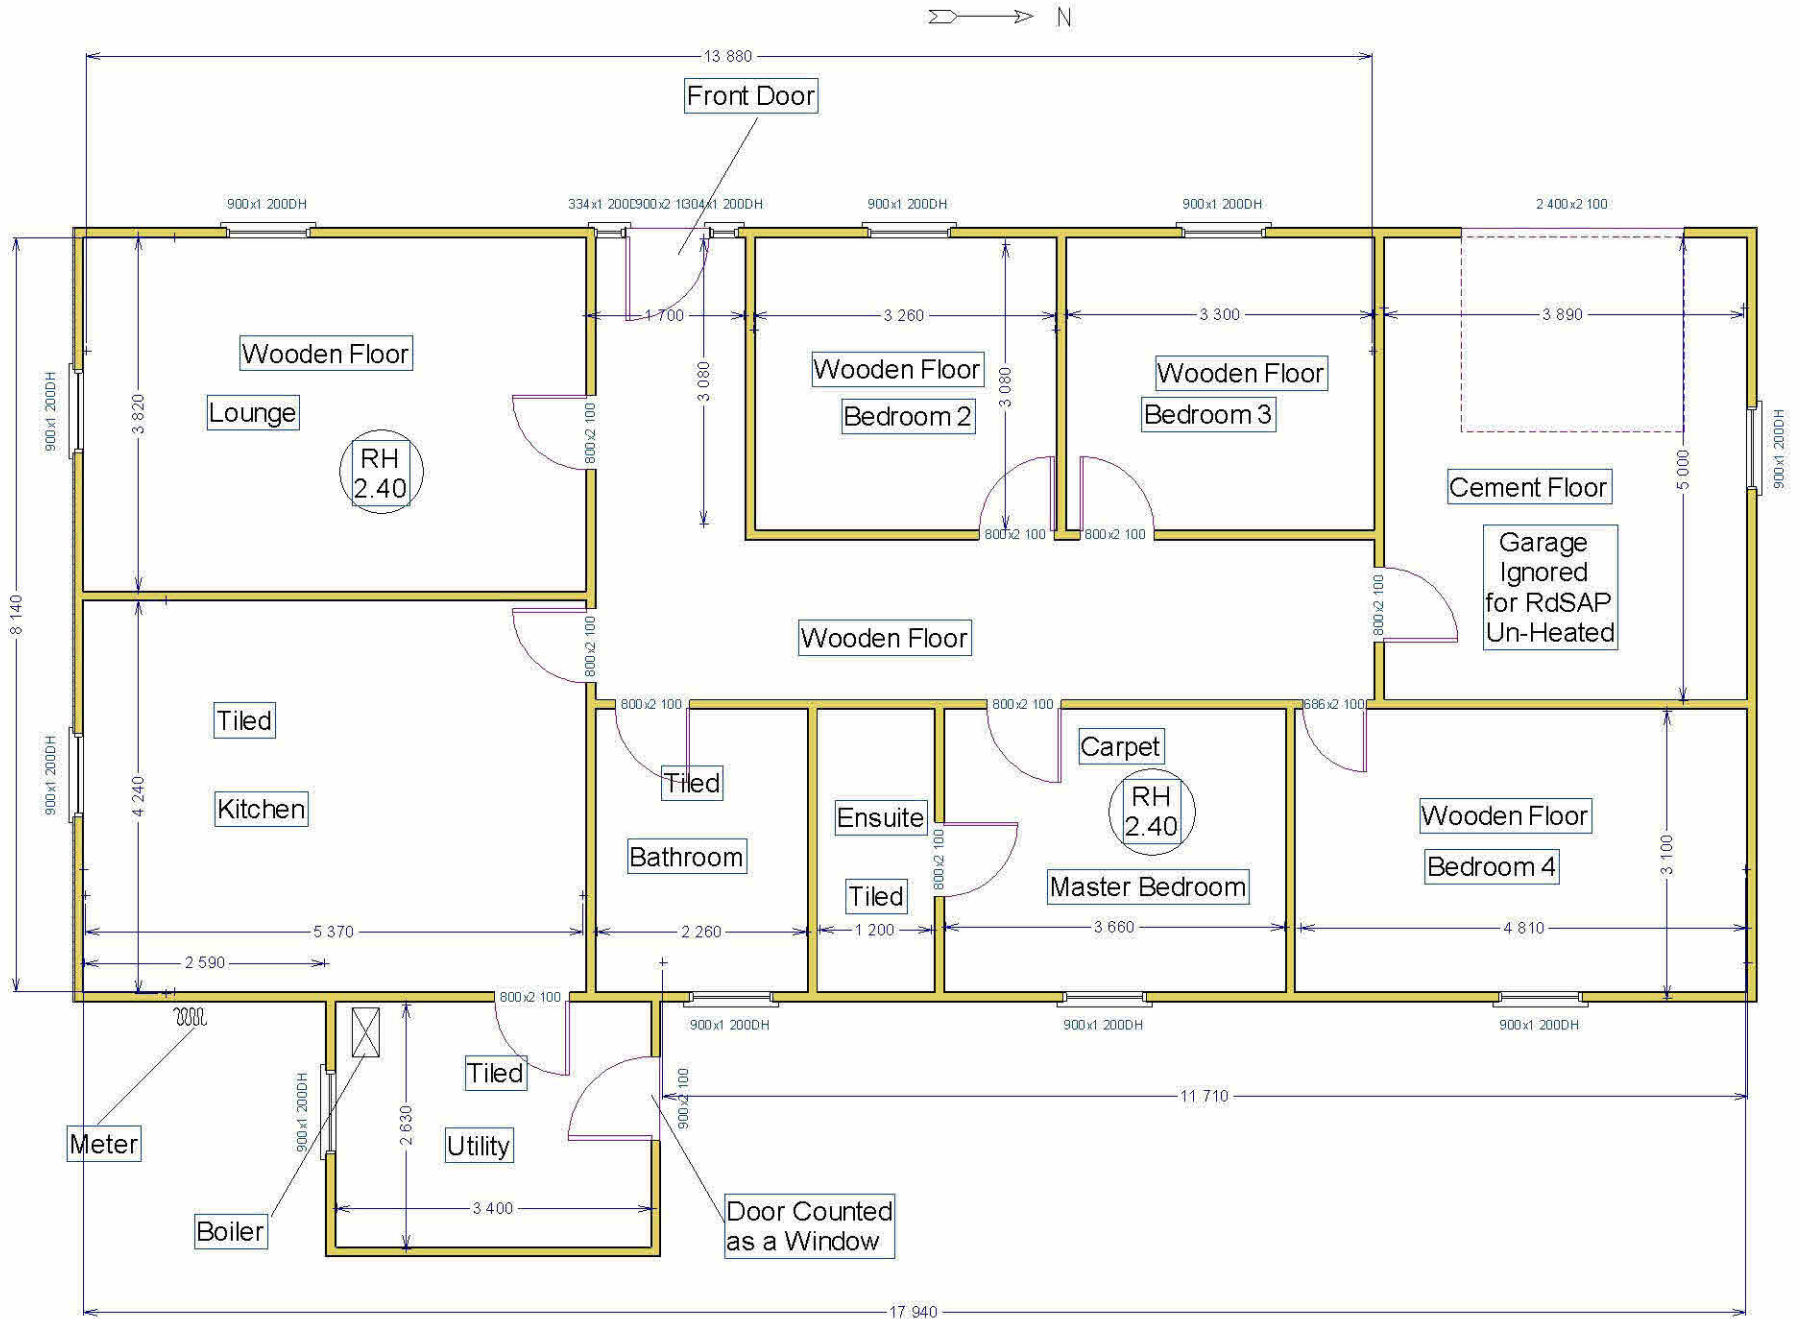 N
13 880
Front Door
900x1 200DH
334x1 200D
900x2 1
304x1 200DH
900x1 200DH
900x1 200DH
2 400x2 100
1 700
3 260
3 300
3 890
Wooden Floor
Lounge
3 820
900x1 200DH
RH
2.40
800x2 100
3 080
Wooden Floor
Bedroom 2
3 080
Wooden Floor
Bedroom 3
900x1 200DH
5 000
Cement Floor
Garage
Ignored
for RdSAP
Un-Heated
800x2 100
800x2 100
800x2 100
8 140
800x2 100
Wooden Floor
800x2 100
800x2 100
686x2 100
Tiled
Kitchen
900x1 200DH
4 240
Tiled
Bathroom
Ensuite
Tiled
800x2 100
Carpet
RH
2.40
Master Bedroom
Wooden Floor
Bedroom 4
3 100
5 370
2 260
1 200
3 660
4 810
2 590
800x2 100
900x1 200DH
900x1 200DH
900x1 200DH
Tiled
Utility
900x1 200DH
2 630
900x2 100
11 710
Meter
3 400
Boiler
Door Counted
as a Window
17 940